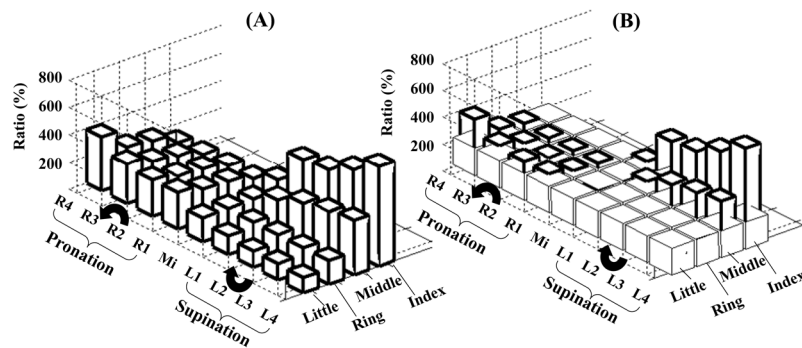 (A)
Ratio (%)
800
600
400
200
R4
R3
R2
R1
Mi
L1
L2
L3
L4
Pronation
Supination
Little
Ring
Middle
Index
(B)
Ratio (%)
800
600
400
200
R4
R3
R2
R1
Mi
L1
L2
L3
L4
Pronation
Supination
Little
Ring
Middle
Index